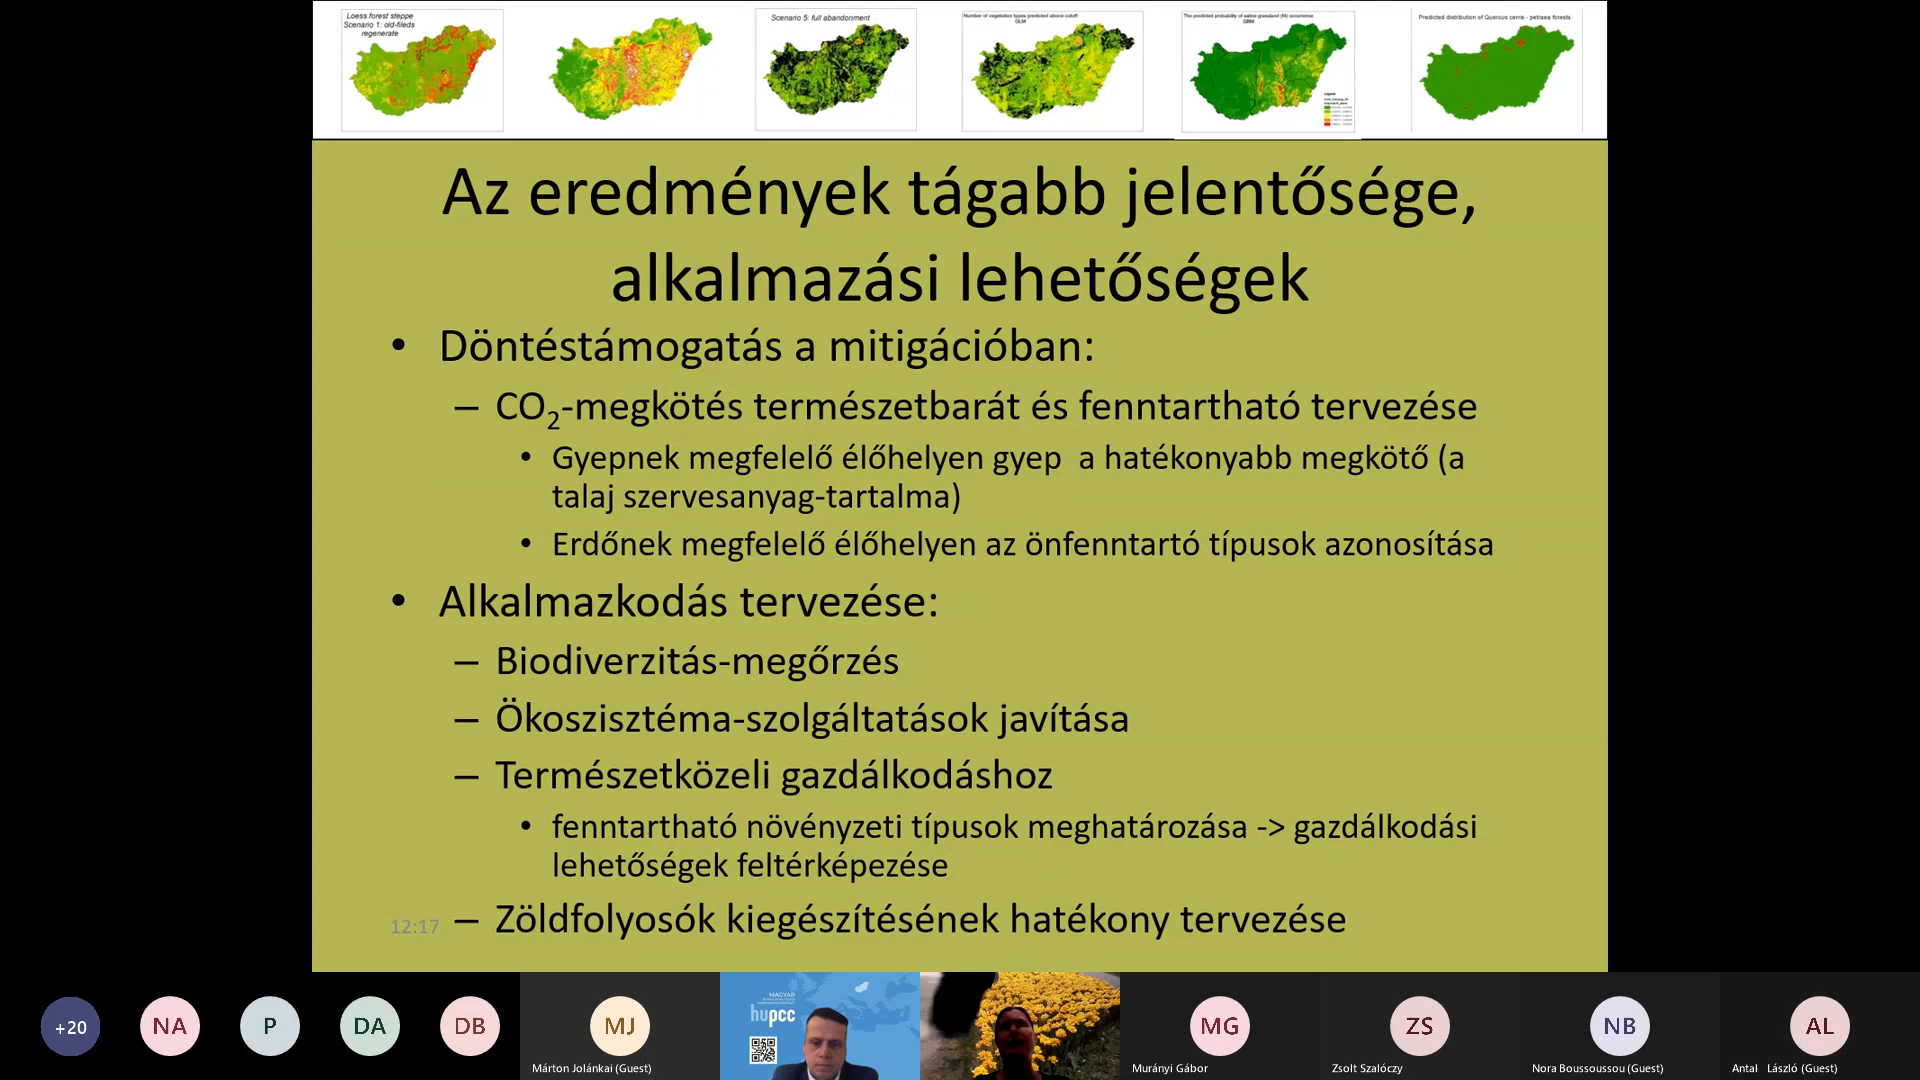 Loess forest steppe
Scenario 1: old-fileds
regenerate
Scenario 5: full abandonment
Number of vegetation types predicted above cutoff
GLM
The predicted probability of saline grassland (f4) occurrence
GBM
Predicted distribution of Quercus cerris - petraea forests
Az eredmények tágabb jelentősége,
alkalmazási lehetőségek
• Döntéstámogatás a mitigációban:
– CO₂-megkötés természetbarát és fenntartható tervezése
• Gyepnek megfelelő élőhelyen gyep a hatékonyabb megkötő (a
talaj szervesanyag-tartalma)
• Erdőnek megfelelő élőhelyen az önfenntartó típusok azonosítása
• Alkalmazkodás tervezése:
– Biodiverzitás-megőrzés
– Ökoszisztéma-szolgáltatások javítása
– Természetközeli gazdálkodáshoz
• fenntartható növényzeti típusok meghatározása -> gazdálkodási
lehetőségek feltérképezése
– Zöldfolyosók kiegészítésének hatékony tervezése
12:17
+20
NA
P
DA
DB
MJ
Márton Jolánkai (Guest)
MAGYAR
hupcc
MG
Murányi Gábor
ZS
Zsolt Szalóczy
NB
Nora Boussoussou (Guest)
AL
Antal László (Guest)